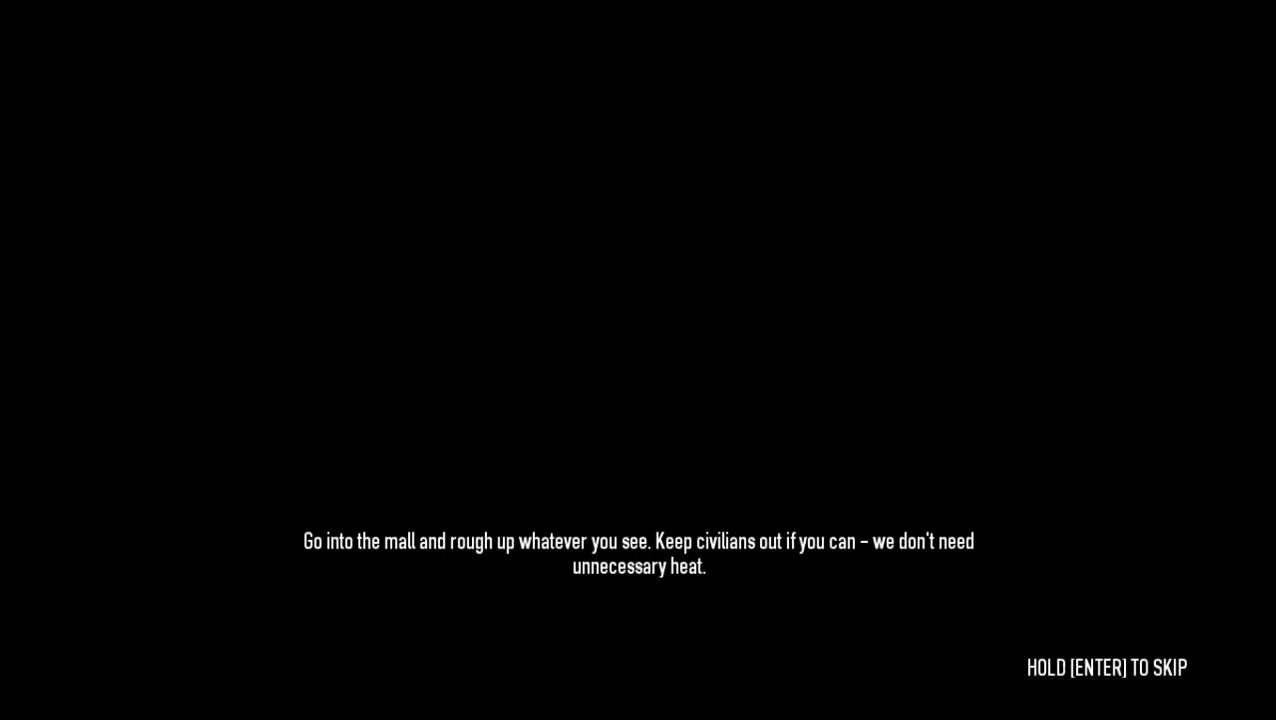 Go into the mall and rough up whatever you see. Keep civilians out if you can - we don't need
unnecessary heat.
HOLD [ENTER] TO SKIP